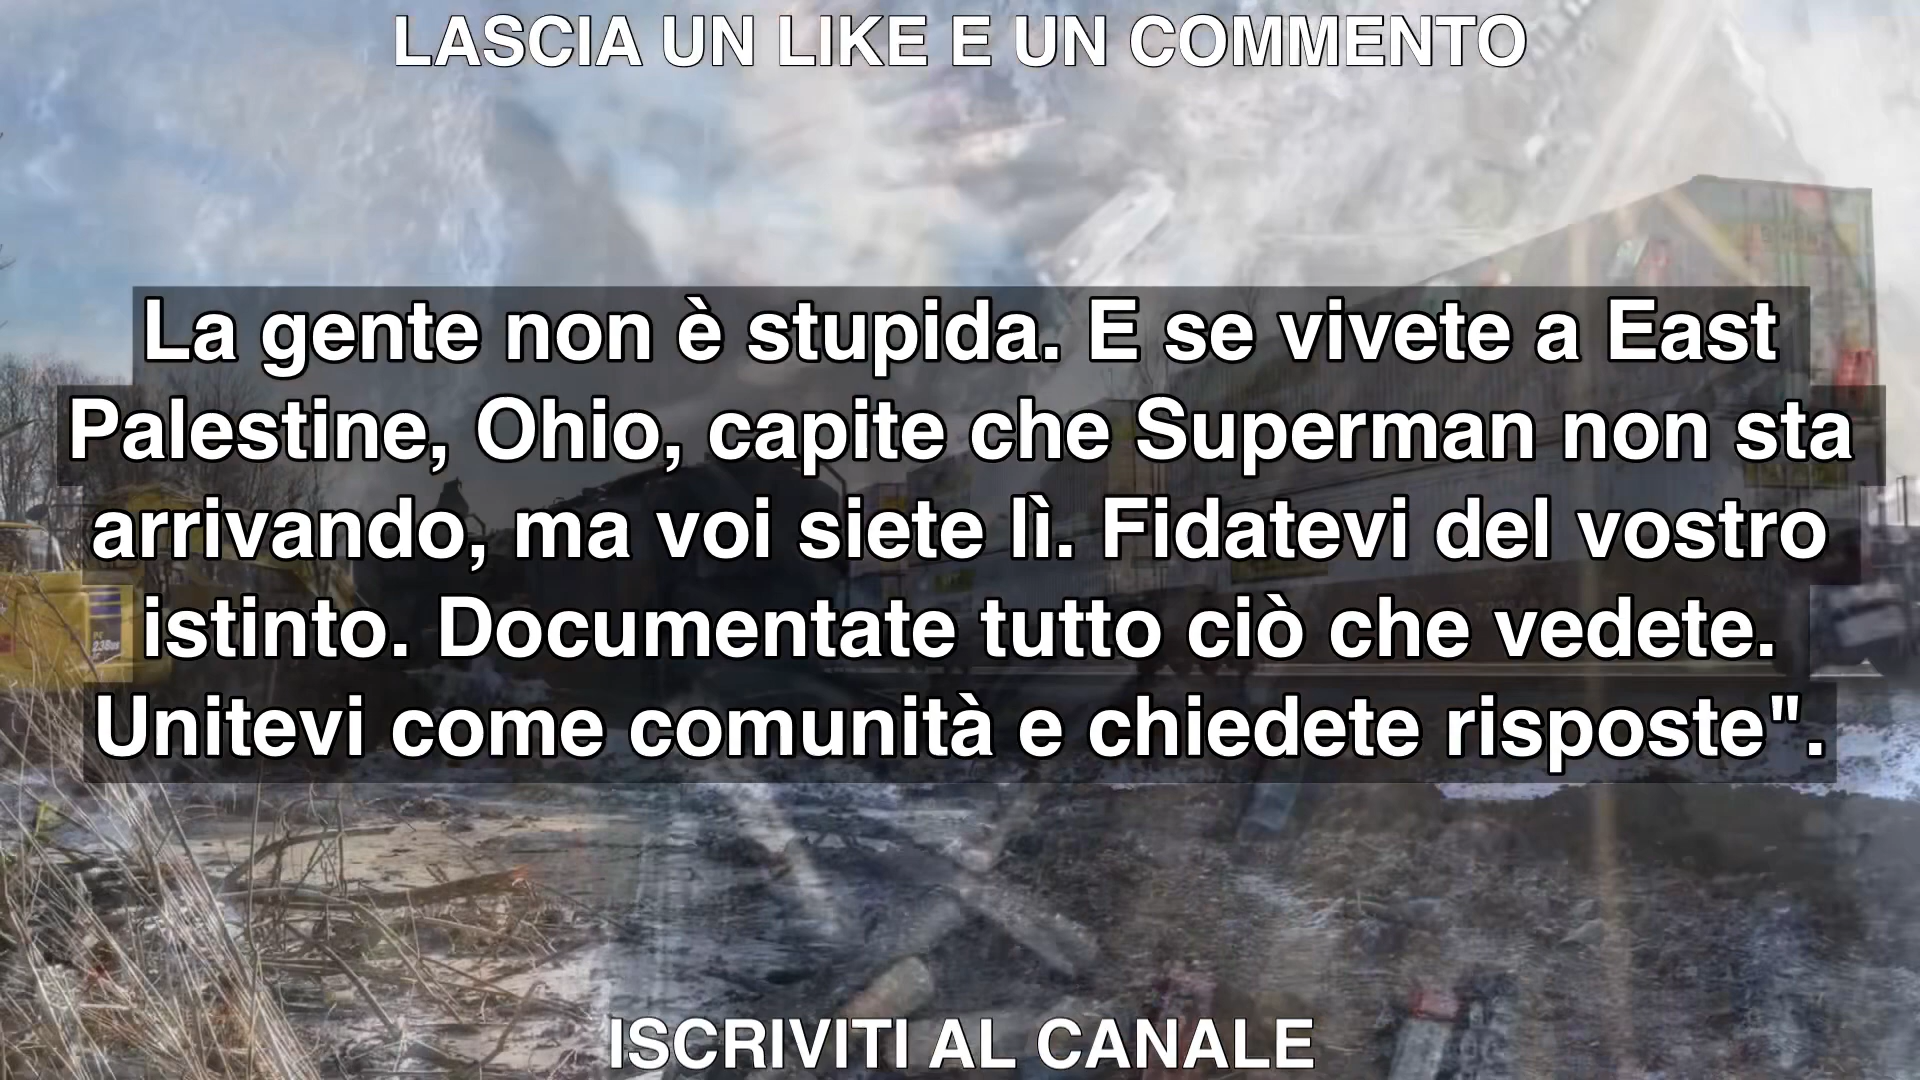 LASCIA UN LIKE E UN COMMENTO
La gente non è stupida. E se vivete a East
Palestine, Ohio, capite che Superman non sta
arrivando, ma voi siete lì. Fidatevi del vostro
istinto. Documentate tutto ciò che vedete.
Unitevi come comunità e chiedete risposte".
ISCRIVITI AL CANALE